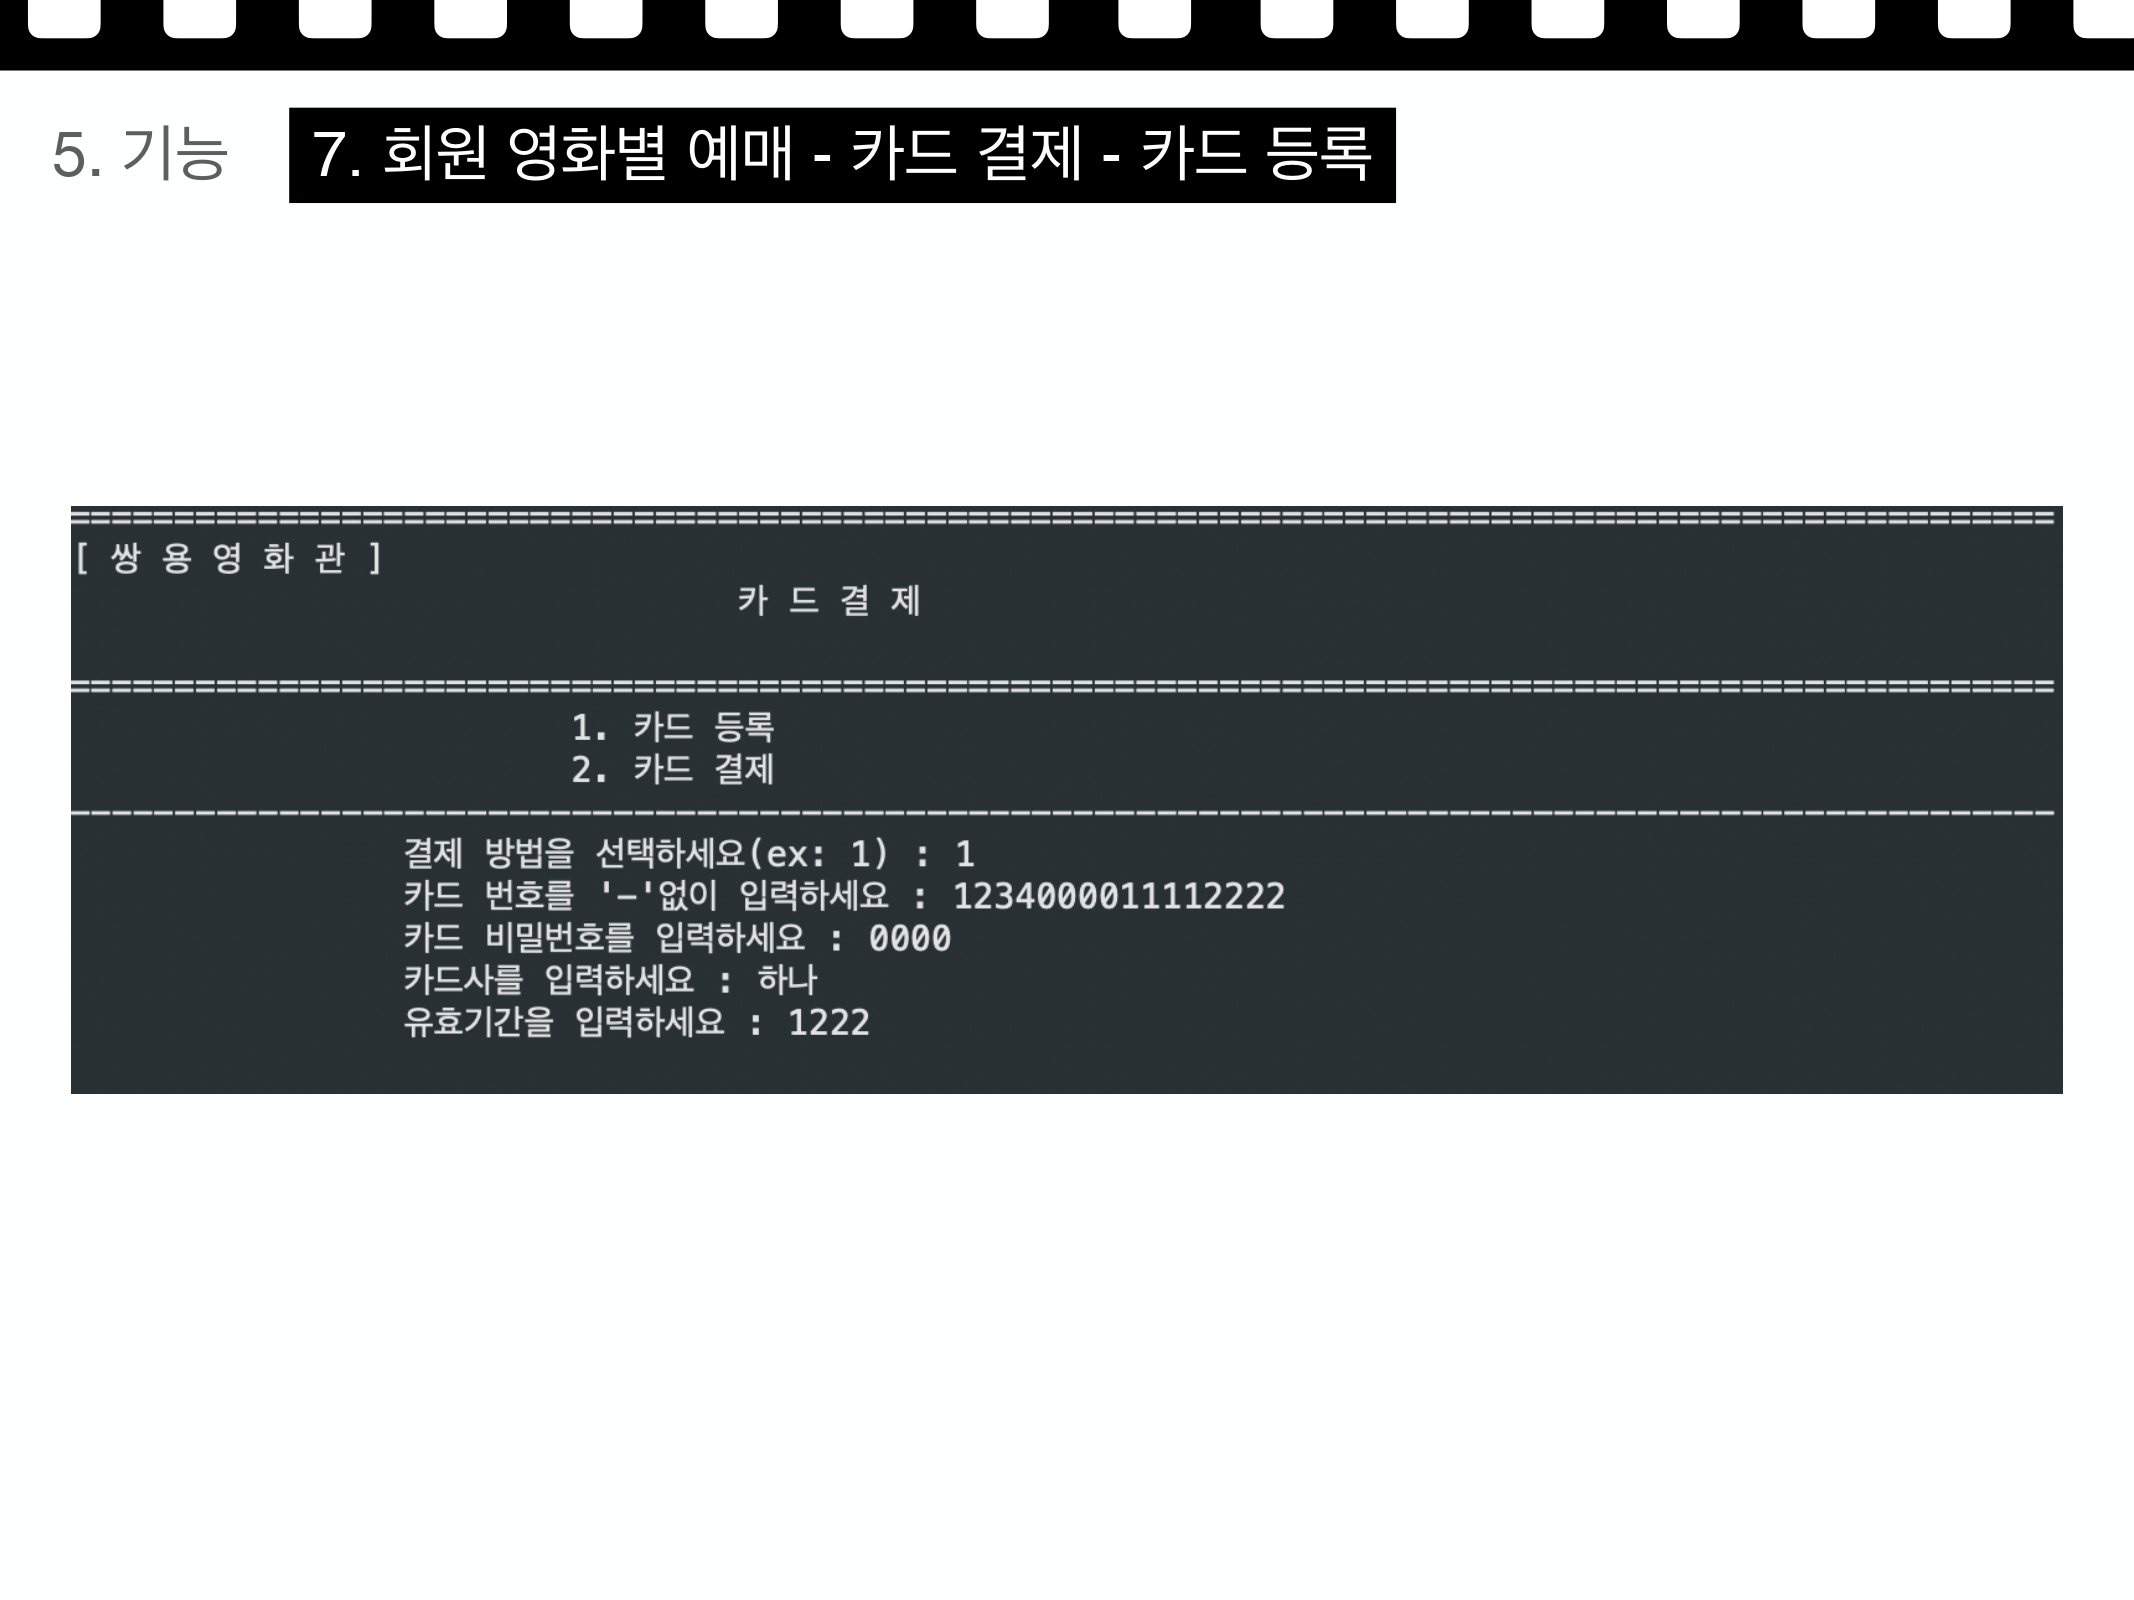 5. 기능
7. 회원 영화별 예매 - 카드 결제 - 카드 등록
===============================================================================================
[ 쌍 용 영 화 관 ]
카 드 결 제
===============================================================================================
1. 카드 등록
2. 카드 결제
-----------------------------------------------------------------------------------------------
결제 방법을 선택하세요(ex: 1) : 1
카드 번호를 '-'없이 입력하세요 : 1234000011112222
카드 비밀번호를 입력하세요 : 0000
카드사를 입력하세요 : 하나
유효기간을 입력하세요 : 1222